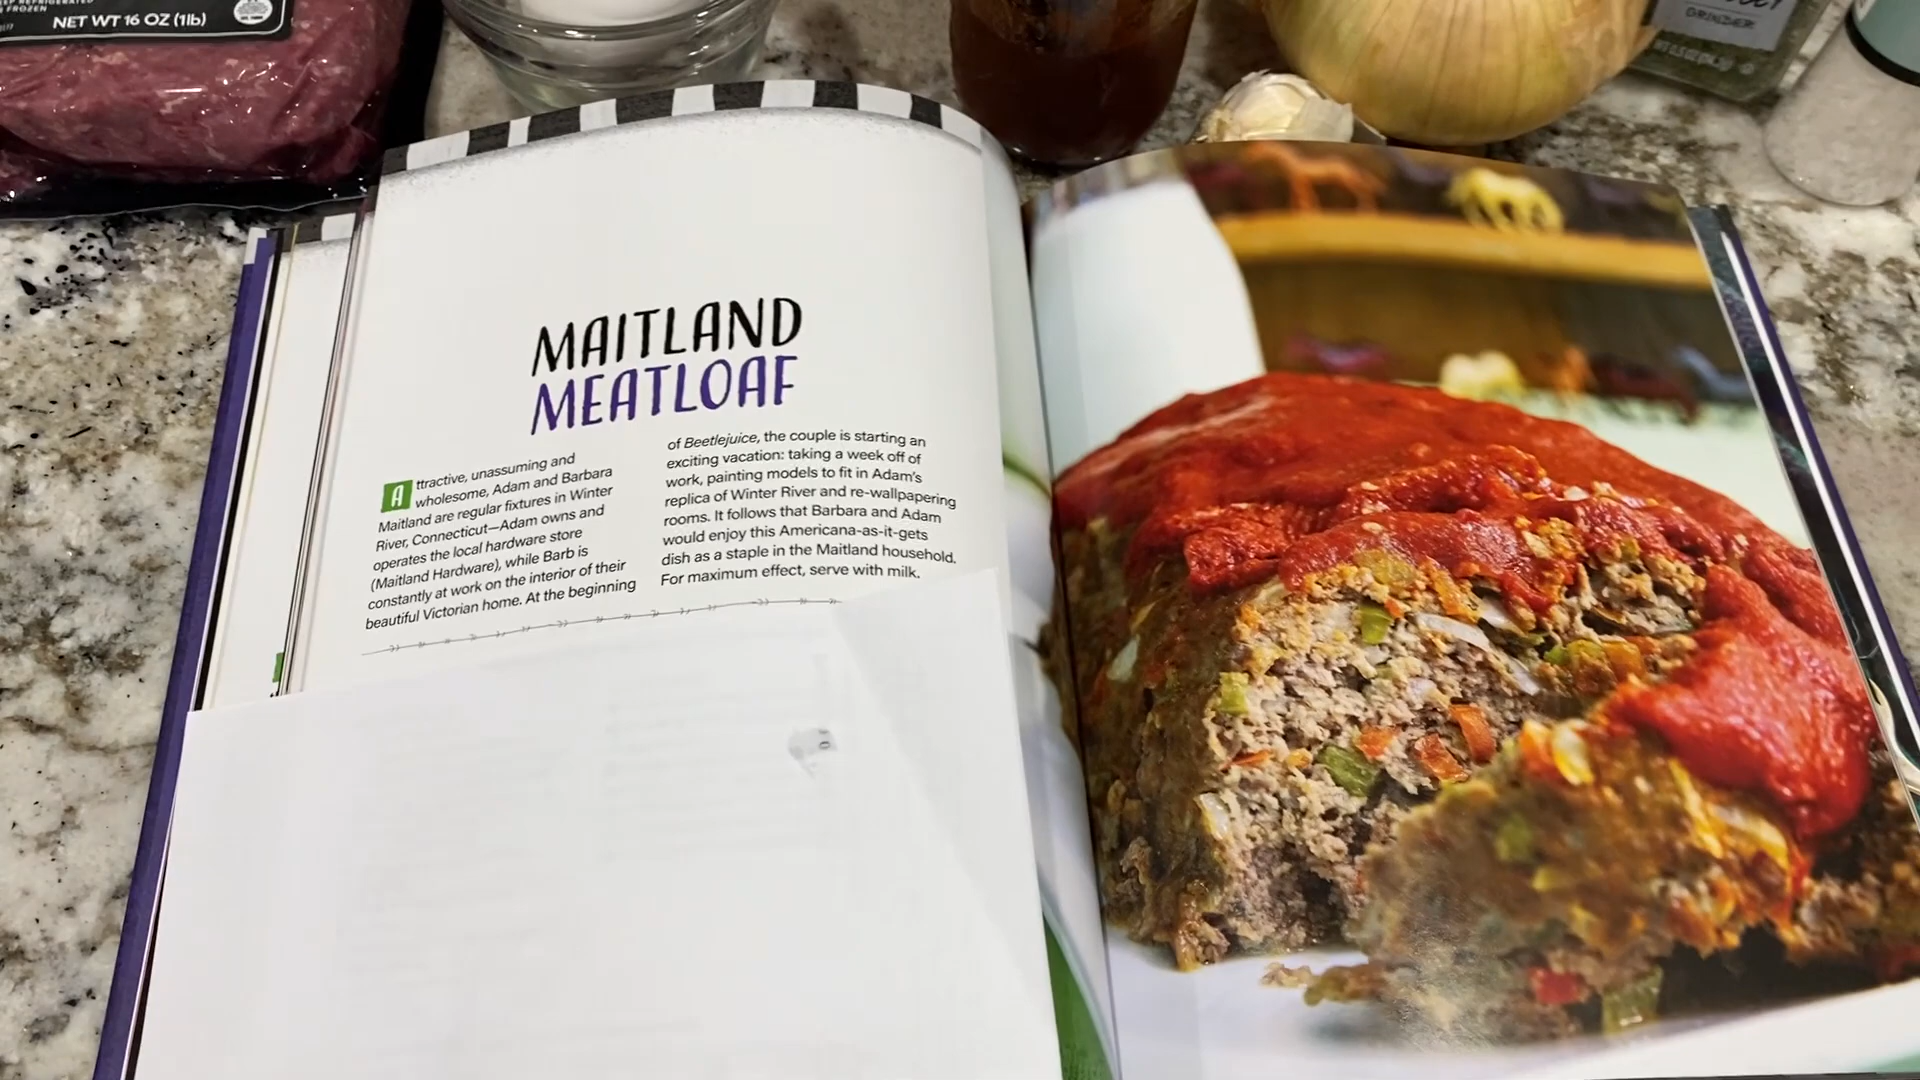 NET WT 16 OZ (1lb)
GRINDER
MAITLAND
MEATLOAF
Attractive, unassuming and
wholesome, Adam and Barbara
Maitland are regular fixtures in Winter
River, Connecticut—Adam owns and
operates the local hardware store
(Maitland Hardware), while Barb is
constantly at work on the interior of their
beautiful Victorian home. At the beginning
of Beetlejuice, the couple is starting an
exciting vacation: taking a week off of
work, painting models to fit in Adam's
replica of Winter River and re-wallpapering
rooms. It follows that Barbara and Adam
would enjoy this Americana-as-it-gets
dish as a staple in the Maitland household.
For maximum effect, serve with milk.